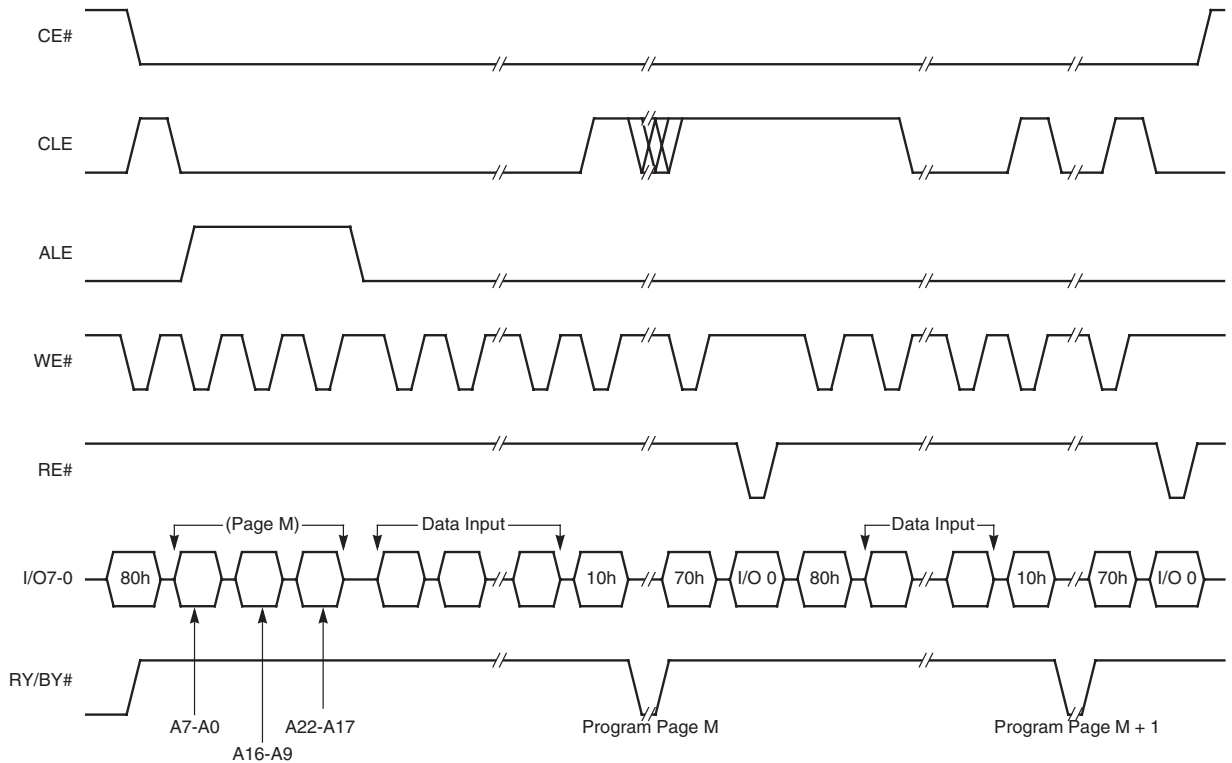 CE#
CLE
ALE
WE#
RE#
(Page M) Data Input Data Input
I/O7-0 80h 10h 70h I/O 0 80h 10h 70h I/O 0
RY/BY#
A7-A0 A22-A17 Program Page M Program Page M + 1
A16-A9